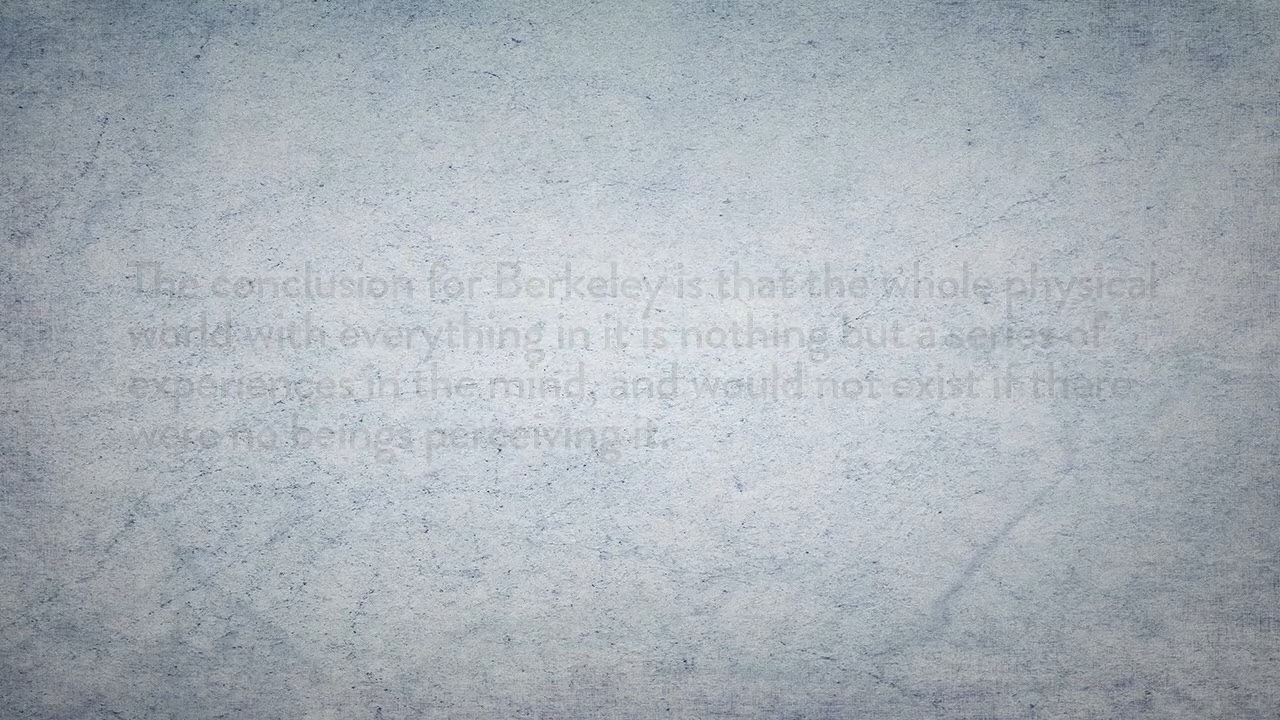 The conclusion for Berkeley is that the whole physical
world with everything in it is nothing but a series of
experiences in the mind, and would not exist if there
were no beings perceiving it.